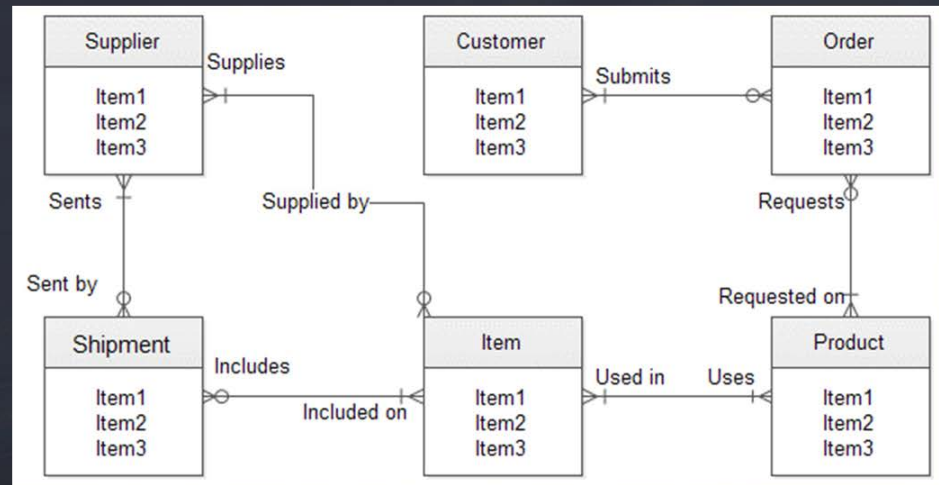 Supplier
Customer
Order
Supplies
Submits
Item1
Item2
Item3
Item1
Item2
Item3
Item1
Item2
Item3
Sents
Supplied by
Requests
Sent by
Requested on
Shipment
Item
Product
Includes
Included on
Used in
Uses
Item1
Item2
Item3
Item1
Item2
Item3
Item1
Item2
Item3